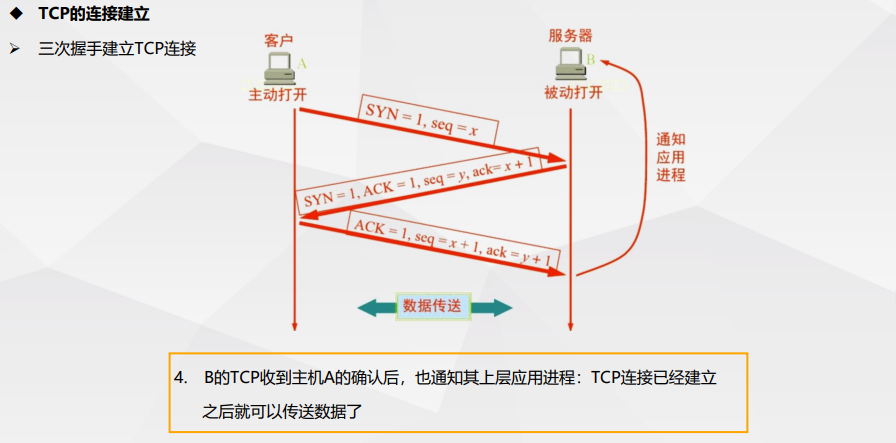 TCP的连接建立
三次握手建立TCP连接
客户
服务器
A
B
主动打开
被动打开
SYN = 1, seq = x
SYN = 1, ACK = 1, seq = y, ack= x + 1
ACK = 1, seq = x + 1, ack = y + 1
通知
应用
进程
数据传送
4. B的TCP收到主机A的确认后，也通知其上层应用进程：TCP连接已经建立
之后就可以传送数据了